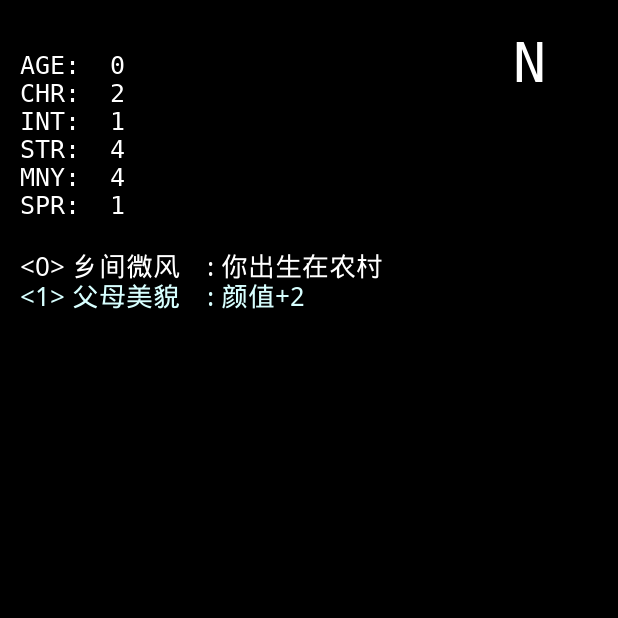 N
AGE: 0
CHR: 2
INT: 1
STR: 4
MNY: 4
SPR: 1
<0> 乡间微风 : 你出生在农村
<1> 父母美貌 : 颜值+2